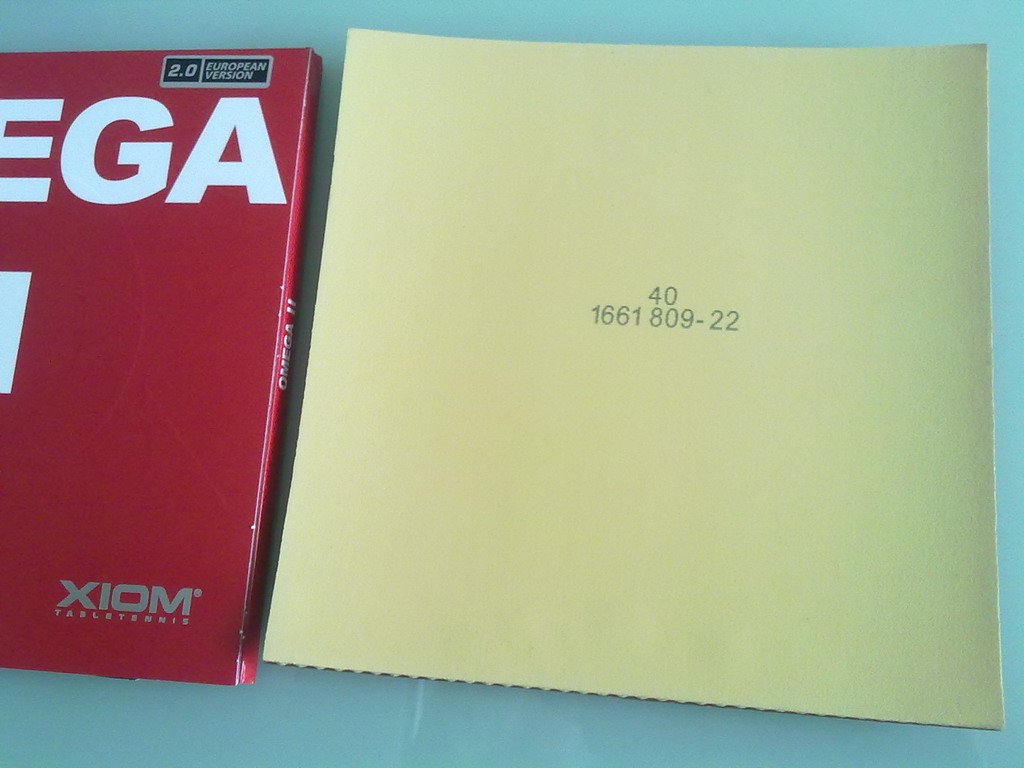 2.0 EUROPEAN VERSION
EGA
OMEGA II
XIOM®
TABLETENNIS
40
1661 809-22